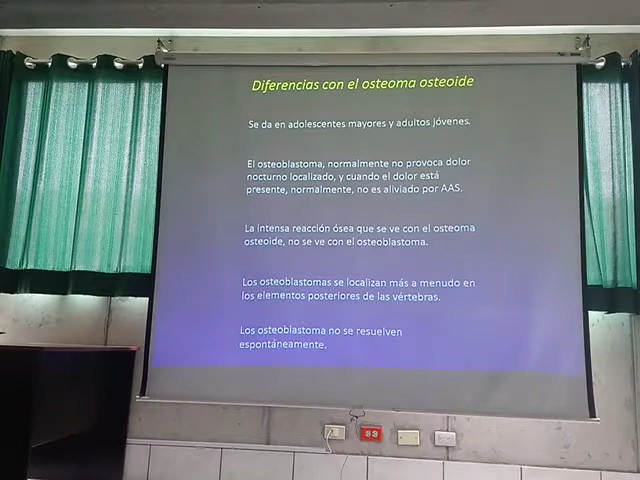 Diferencias con el osteoma osteoide
Se da en adolescentes mayores y adultos jóvenes.
El osteoblastoma, normalmente no provoca dolor
nocturno localizado, y cuando el dolor está
presente, normalmente, no es aliviado por AAS.
La intensa reacción ósea que se ve con el osteoma
osteoide, no se ve con el osteoblastoma.
Los osteoblastomas se localizan más a menudo en
los elementos posteriores de las vértebras.
Los osteoblastoma no se resuelven
espontáneamente.